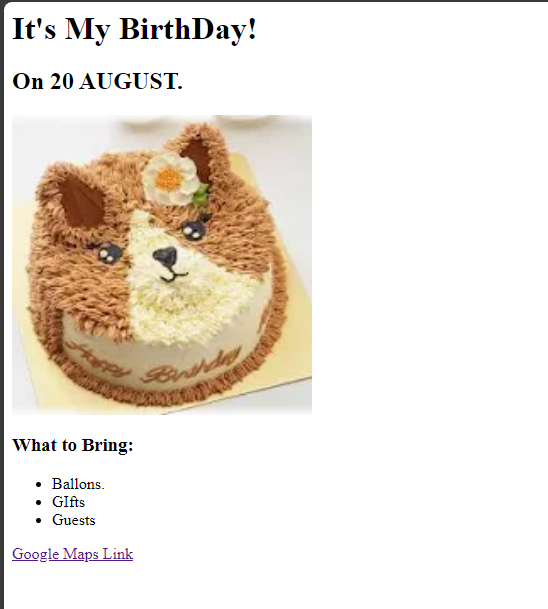 It's My BirthDay!
On 20 AUGUST.
Happy Birthday
What to Bring:
Ballons.
GIfts
Guests
Google Maps Link